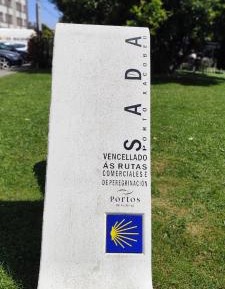 SADA
PORTO XACOBEO
VENCELLADO
ÁS RUTAS
COMERCIAIS E
DE PEREGRINACIÓN
Portos